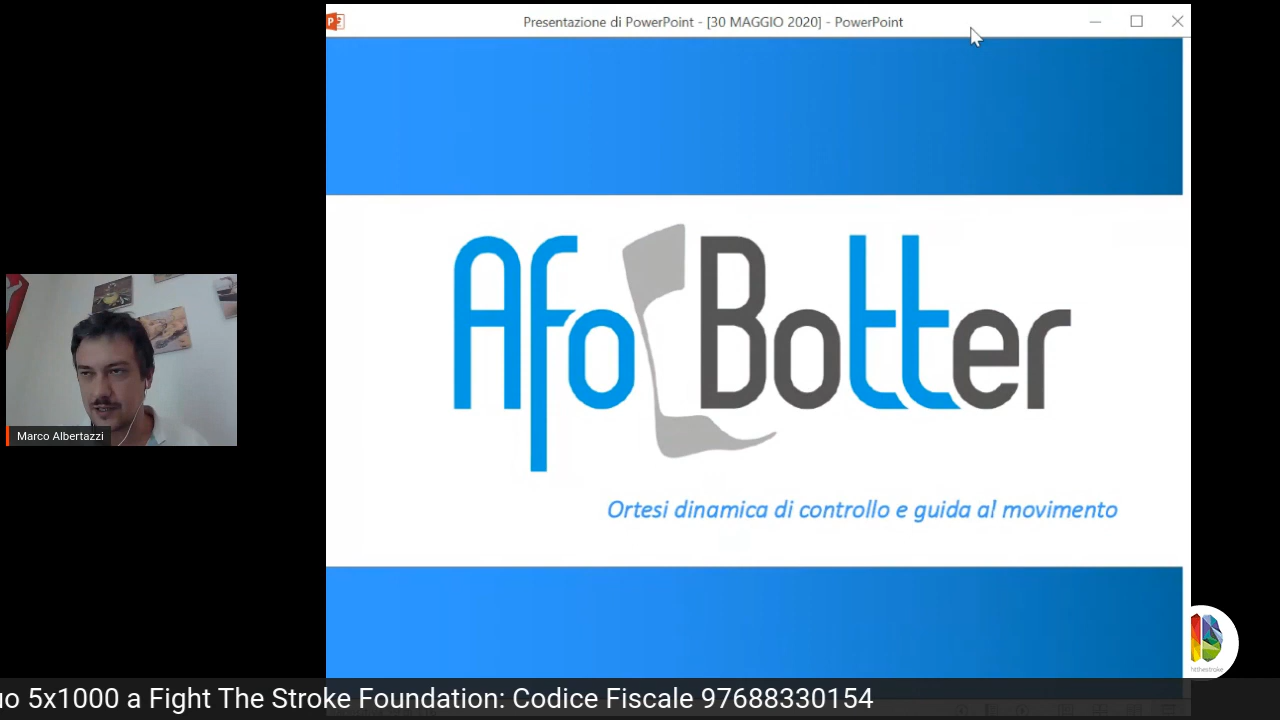 Presentazione di PowerPoint - [30 MAGGIO 2020] - PowerPoint
Afo Botter
Ortesi dinamica di controllo e guida al movimento
Marco Albertazzi
5x1000 a Fight The Stroke Foundation: Codice Fiscale 97688330154